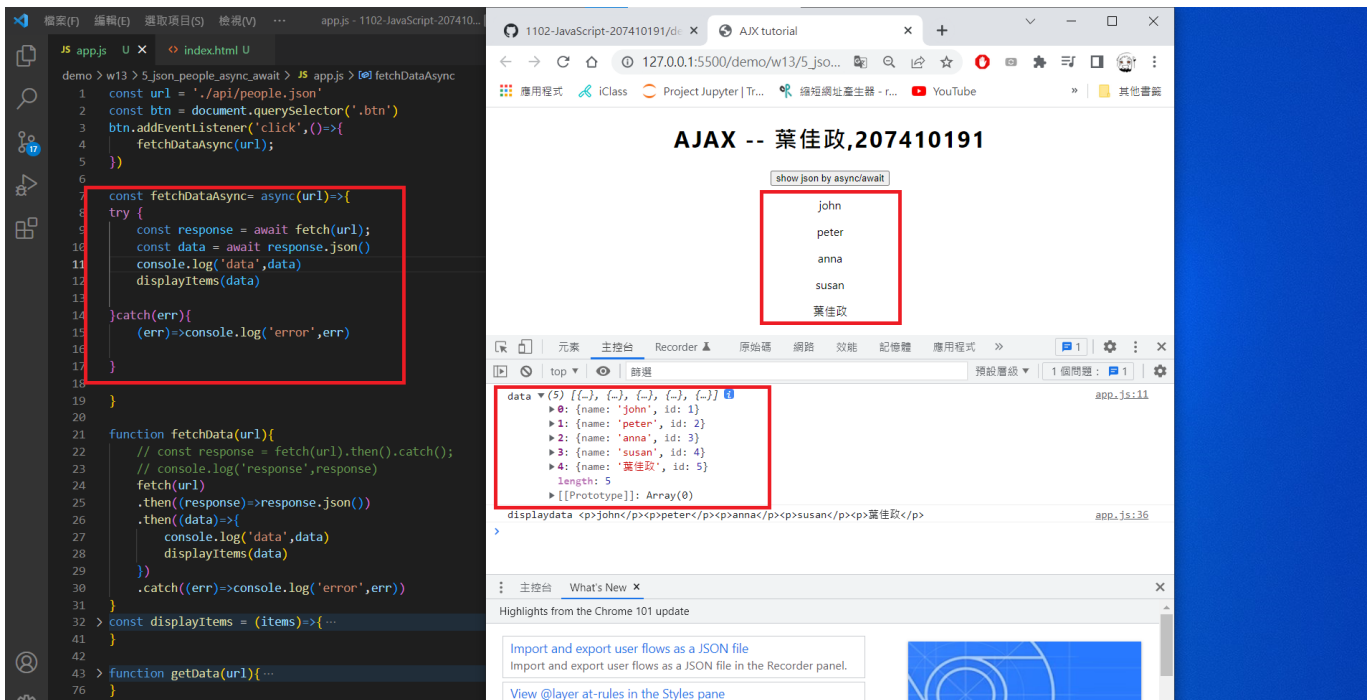 檔案(F) 編輯(E) 選取項目(S) 檢視(V) ··· app.js - 1102-JavaScript-207410...
JS app.js U × <> index.html U
demo > w13 > 5_json_people_async_await > JS app.js > fetchDataAsync
1 const url = './api/people.json'
2 const btn = document.querySelector('.btn')
3 btn.addEventListener('click',()=>{
4 fetchDataAsync(url);
5 })
6
7 const fetchDataAsync= async(url)=>{
8 try {
9 const response = await fetch(url);
10 const data = await response.json()
11 console.log('data',data)
12 displayItems(data)
13
14 }catch(err){
15 (err)=>console.log('error',err)
16
17 }
18
19 }
20
21 function fetchData(url){
22 // const response = fetch(url).then().catch();
23 // console.log('response',response)
24 fetch(url)
25 .then((response)=>response.json())
26 .then((data)=>{
27 console.log('data',data)
28 displayItems(data)
29 })
30 .catch((err)=>console.log('error',err))
31 }
32 > const displayItems = (items)=>{ ···
41 }
42
43 > function getData(url){ ···
76 }
17
1102-JavaScript-207410191/de × AJX tutorial × +
127.0.0.1:5500/demo/w13/5_jso...
應用程式 iClass Project Jupyter | Tr... 縮短網址產生器 - r... YouTube » 其他書籤
AJAX -- 葉佳政,207410191
show json by async/await
john
peter
anna
susan
葉佳政
元素 主控台 Recorder 原始碼 網路 效能 記憶體 應用程式 » 1
top ▼ 篩選 預設層級 ▼ 1 個問題： 1
data ▼(5) [{…}, {…}, {…}, {…}, {…}] app.js:11
▶0: {name: 'john', id: 1}
▶1: {name: 'peter', id: 2}
▶2: {name: 'anna', id: 3}
▶3: {name: 'susan', id: 4}
▶4: {name: '葉佳政', id: 5}
length: 5
▶[[Prototype]]: Array(0)
displaydata <p>john</p><p>peter</p><p>anna</p><p>susan</p><p>葉佳政</p> app.js:36
>
主控台 What's New ×
Highlights from the Chrome 101 update
Import and export user flows as a JSON file
Import and export user flows as a JSON file in the Recorder panel.
View @layer at-rules in the Styles pane